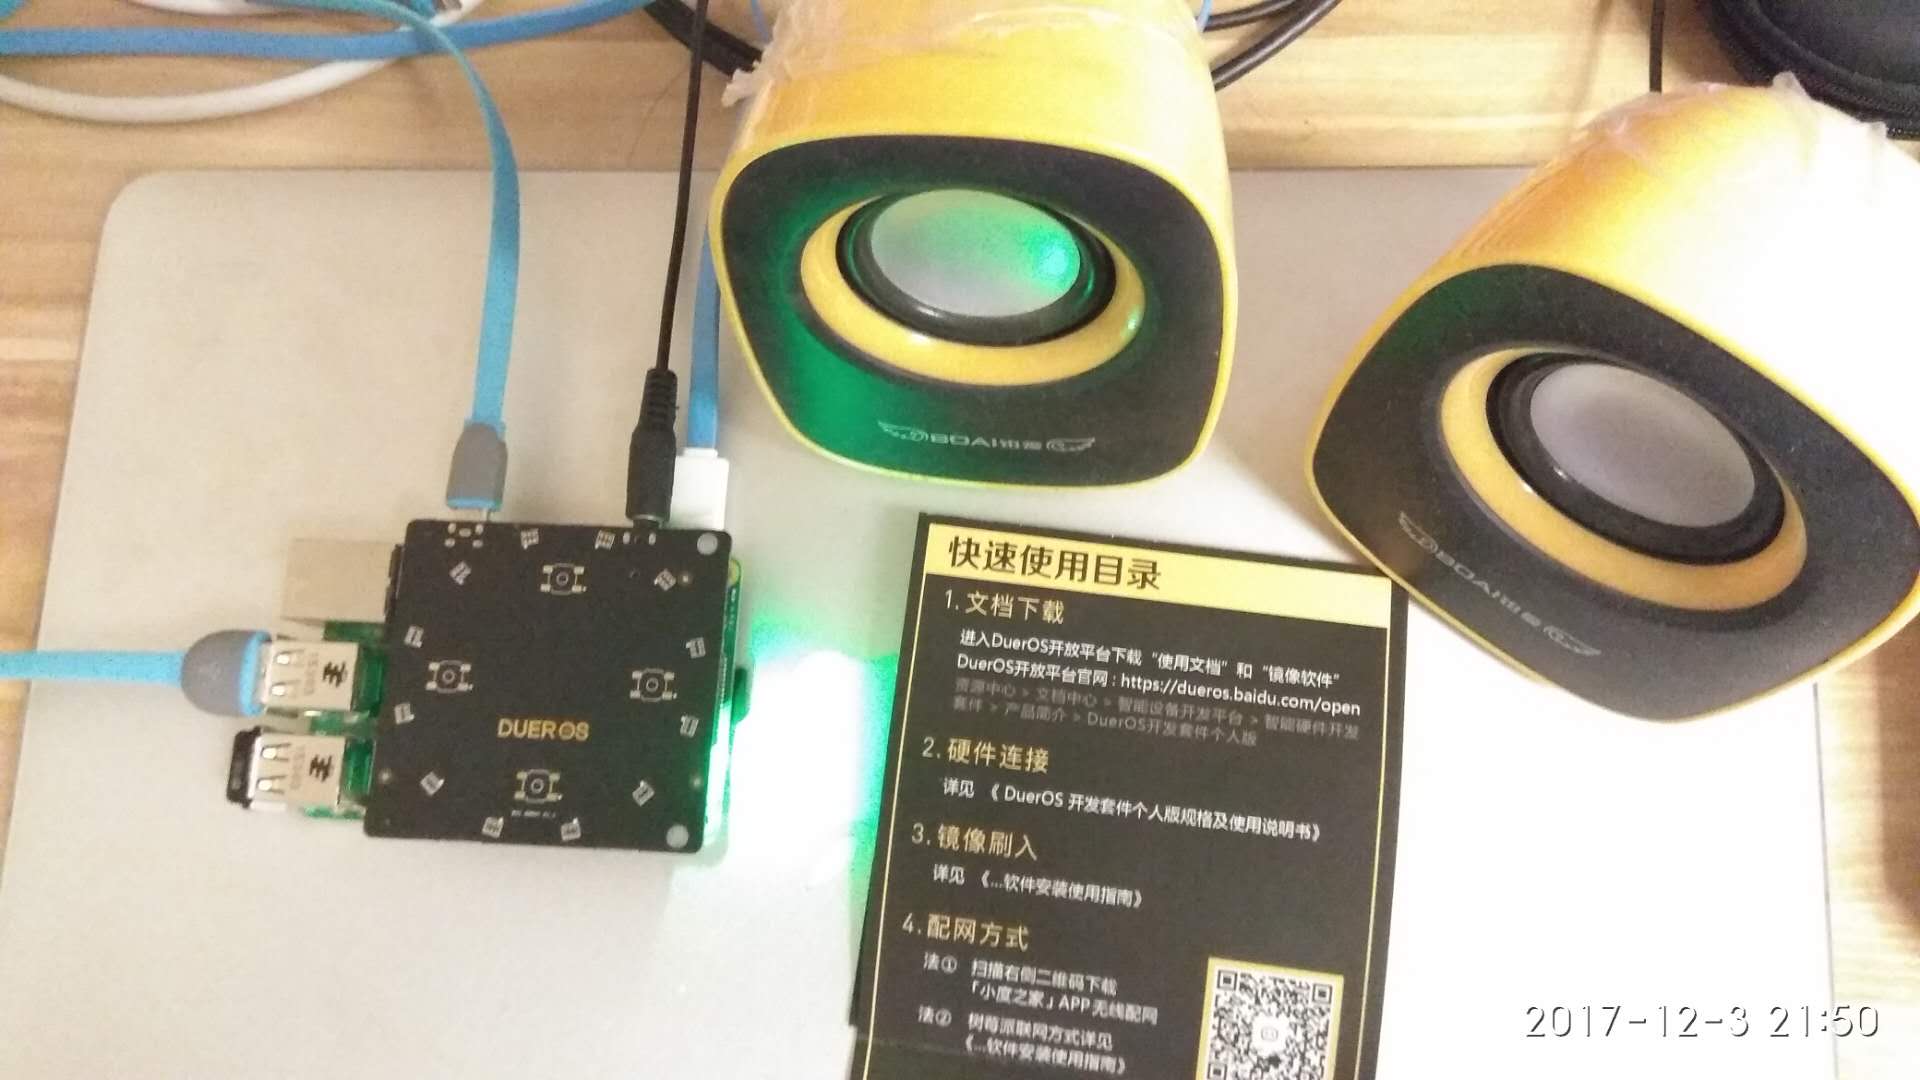 BOAI
BOAI
DUEROS
快速使用目录
1.文档下载
进入DuerOS开放平台下载“使用文档”和“镜像软件”
DuerOS开放平台官网：https://dueros.baidu.com/open
资源中心 > 文档中心 > 智能设备开发平台 > 智能硬件开发
套件 > 产品简介 > DuerOS开发套件个人版
2.硬件连接
详见 《 DuerOS 开发套件个人版规格及使用说明书》
3.镜像刷入
详见 《...软件安装使用指南》
4.配网方式
法① 扫描右侧二维码下载
「小度之家」APP无线配网
法② 树莓派联网方式详见
《...软件安装使用指南》
2017-12-3 21:50